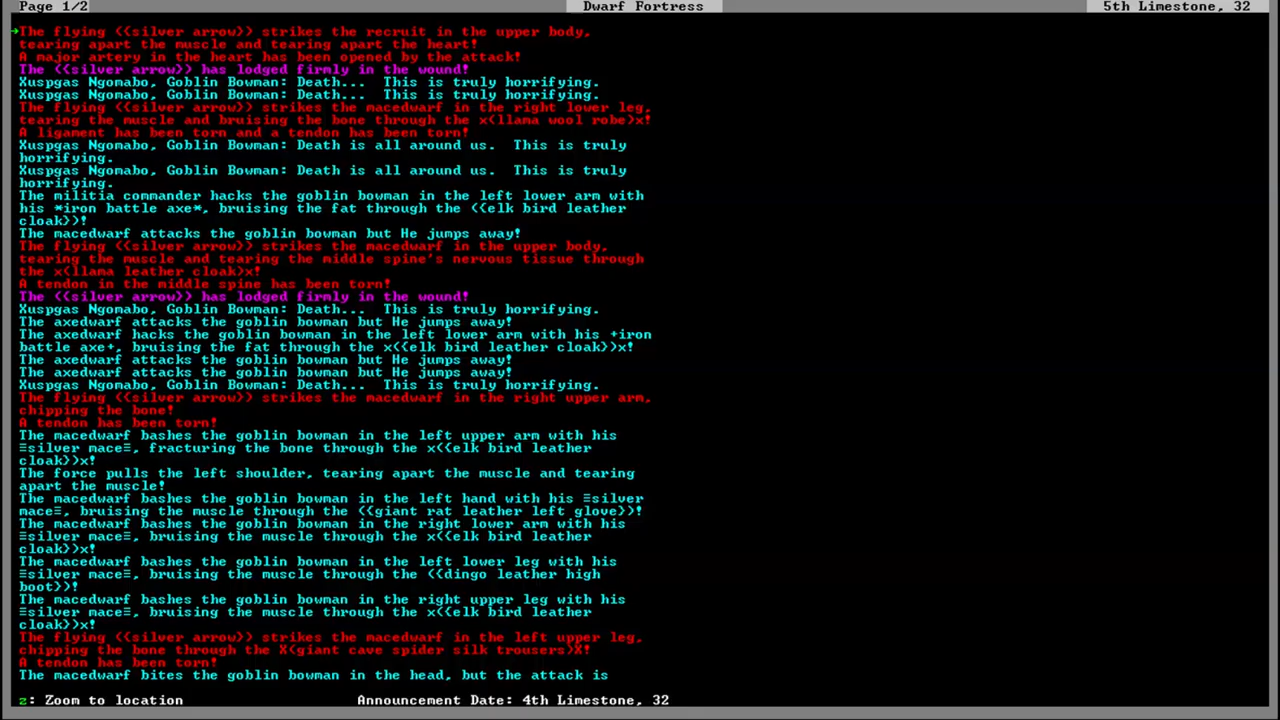 Page 1/2
Dwarf Fortress
5th Limestone, 32
→The flying ⟪silver arrow⟫ strikes the recruit in the upper body,
tearing apart the muscle and tearing apart the heart!
A major artery in the heart has been opened by the attack!
The ((silver arrow)) has lodged firmly in the wound!
Xuspgas Ngomabo, Goblin Bowman: Death...  This is truly horrifying.
Xuspgas Ngomabo, Goblin Bowman: Death...  This is truly horrifying.
The flying ((silver arrow)) strikes the macedwarf in the right lower leg,
tearing the muscle and bruising the bone through the x(llama wool robe)x!
A ligament has been torn and a tendon has been torn!
Xuspgas Ngomabo, Goblin Bowman: Death is all around us.  This is truly
horrifying.
Xuspgas Ngomabo, Goblin Bowman: Death is all around us.  This is truly
horrifying.
The militia commander hacks the goblin bowman in the left lower arm with
his *iron battle axe*, bruising the fat through the ((elk bird leather
cloak))!
The macedwarf attacks the goblin bowman but He jumps away!
The flying ((silver arrow)) strikes the macedwarf in the upper body,
tearing the muscle and tearing the middle spine's nervous tissue through
the x(llama leather cloak)x!
A tendon in the middle spine has been torn!
The ((silver arrow)) has lodged firmly in the wound!
Xuspgas Ngomabo, Goblin Bowman: Death...  This is truly horrifying.
The axedwarf attacks the goblin bowman but He jumps away!
The axedwarf hacks the goblin bowman in the left lower arm with his +iron
battle axe+, bruising the fat through the x((elk bird leather cloak))x!
The axedwarf attacks the goblin bowman but He jumps away!
The axedwarf attacks the goblin bowman but He jumps away!
Xuspgas Ngomabo, Goblin Bowman: Death...  This is truly horrifying.
The flying ((silver arrow)) strikes the macedwarf in the right upper arm,
chipping the bone!
A tendon has been torn!
The macedwarf bashes the goblin bowman in the left upper arm with his
≡silver mace≡, fracturing the bone through the x((elk bird leather
cloak))x!
The force pulls the left shoulder, tearing apart the muscle and tearing
apart the muscle!
The macedwarf bashes the goblin bowman in the left hand with his ≡silver
mace≡, bruising the muscle through the ((giant rat leather left glove))!
The macedwarf bashes the goblin bowman in the right lower arm with his
≡silver mace≡, bruising the muscle through the x((elk bird leather
cloak))x!
The macedwarf bashes the goblin bowman in the left lower leg with his
≡silver mace≡, bruising the muscle through the ((dingo leather high
boot))!
The macedwarf bashes the goblin bowman in the right upper leg with his
≡silver mace≡, bruising the muscle through the x((elk bird leather
cloak))x!
The flying ((silver arrow)) strikes the macedwarf in the left upper leg,
chipping the bone through the X(giant cave spider silk trousers)X!
A tendon has been torn!
The macedwarf bites the goblin bowman in the head, but the attack is
z: Zoom to location
Announcement Date: 4th Limestone, 32